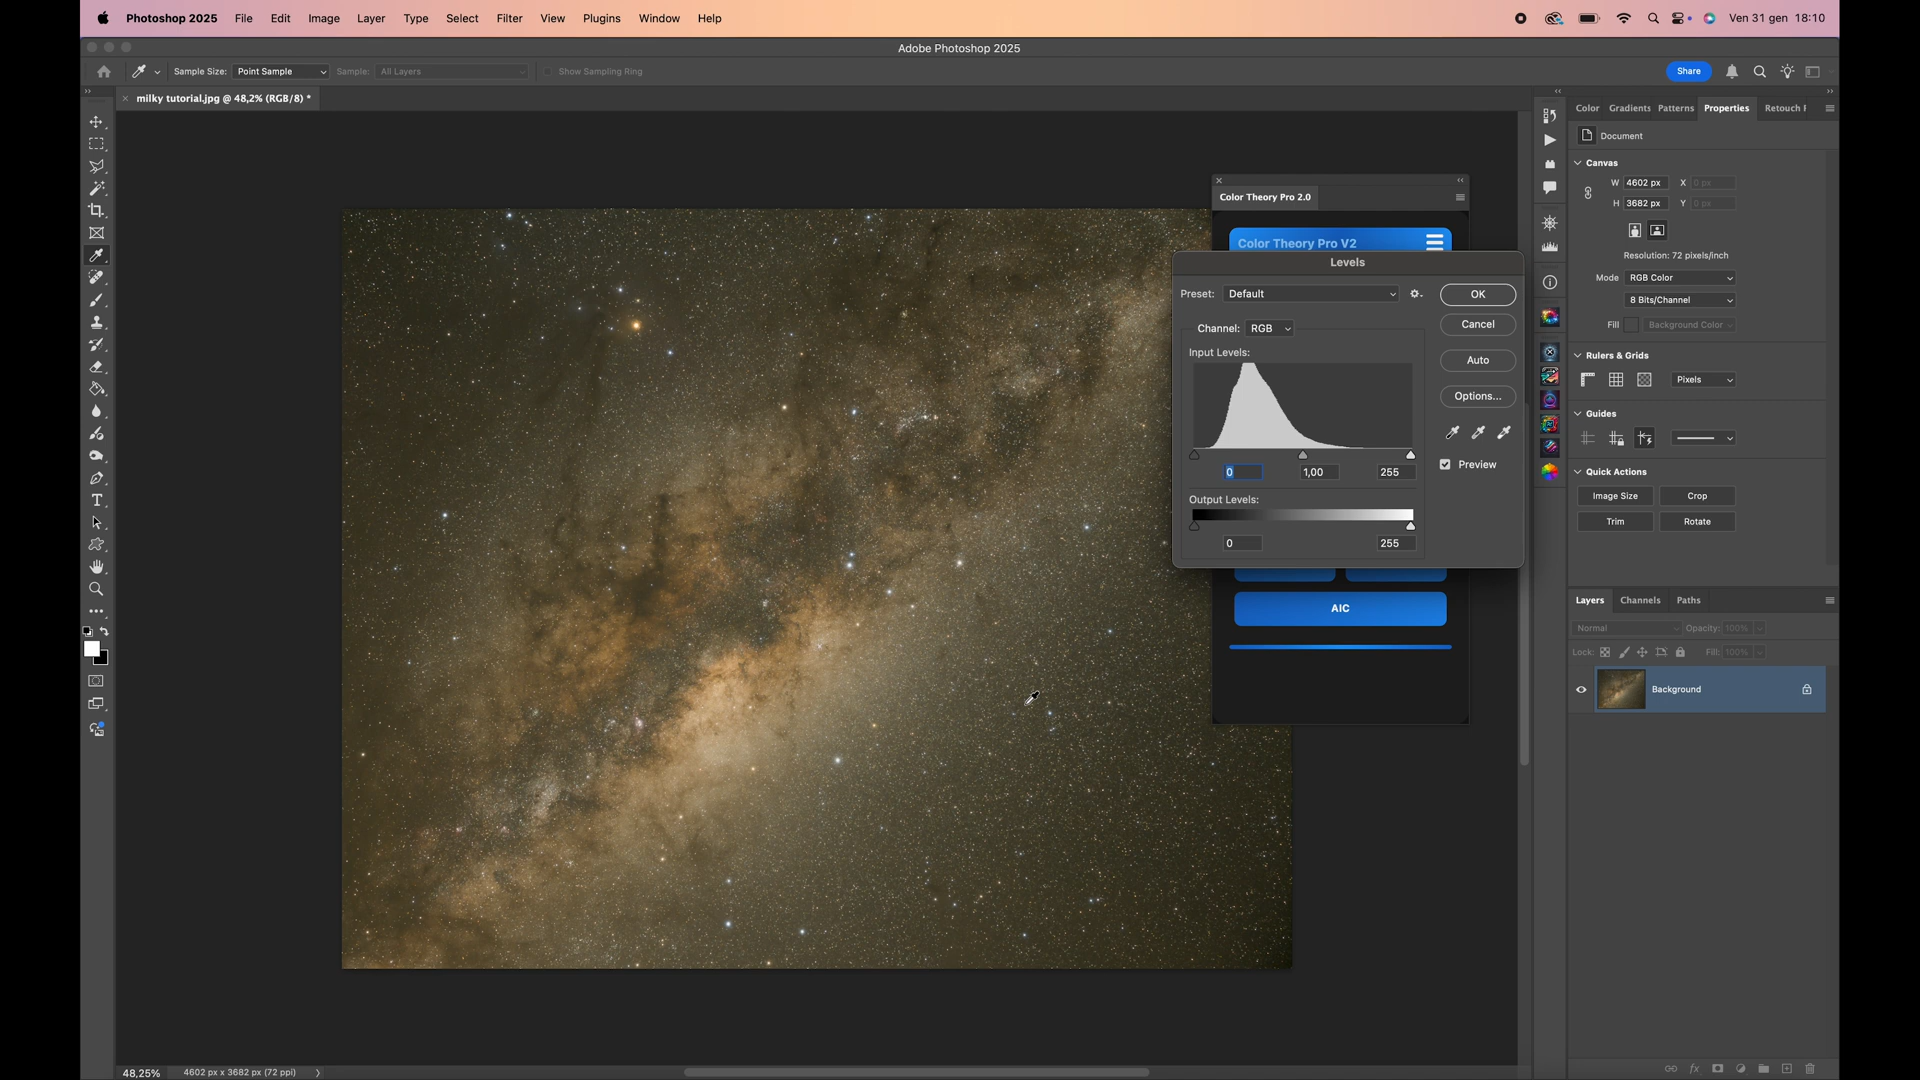 Photoshop 2025 File Edit Image Layer Type Select Filter View Plugins Window Help Ven 31 gen 18:10
Adobe Photoshop 2025
Sample Size: Point Sample Sample: All Layers Show Sampling Ring Share
milky tutorial.jpg @ 48,2% (RGB/8) *
Color Theory Pro 2.0
Color Theory Pro V2
Levels
Preset: Default OK
Channel: RGB Cancel
Input Levels: Auto
Options...
Preview
0 1,00 255
Output Levels:
0 255
AIC
Color Gradients Patterns Properties Retouch
Document
Canvas
W 4602 px X 0 px
H 3682 px Y 0 px
Resolution: 72 pixels/inch
Mode RGB Color
8 Bits/Channel
Fill Background Color
Rulers & Grids
Pixels
Guides
Quick Actions
Image Size Crop
Trim Rotate
Layers Channels Paths
Normal Opacity: 100%
Lock: Fill: 100%
Background
48,25% 4602 px x 3682 px (72 ppi)